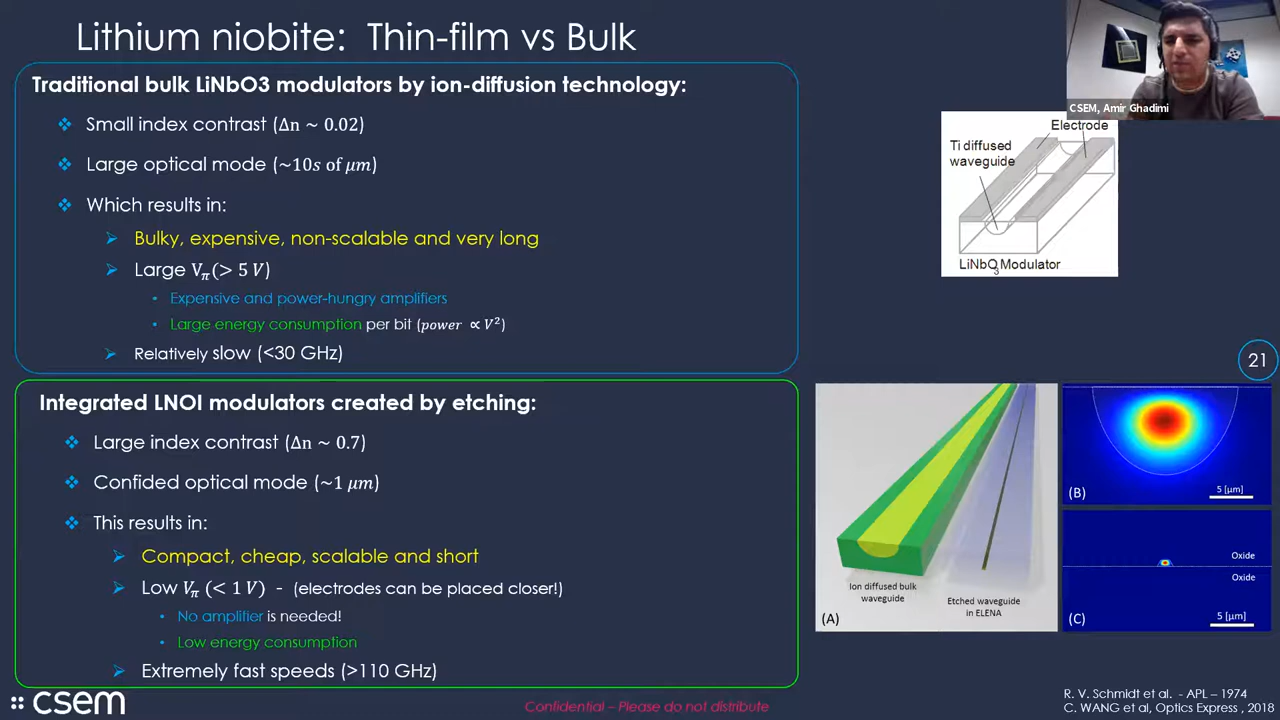 Lithium niobite: Thin-film vs Bulk
CSEM, Amir Ghadimi
Traditional bulk LiNbO3 modulators by ion-diffusion technology:
❖ Small index contrast (Δn ~ 0.02)
❖ Large optical mode (~10s of μm)
❖ Which results in:
➢ Bulky, expensive, non-scalable and very long
➢ Large Vπ(> 5 V)
• Expensive and power-hungry amplifiers
• Large energy consumption per bit (power ∝ V²)
➢ Relatively slow (<30 GHz)
Electrode
Ti diffused
waveguide
LiNbO3 Modulator
21
Integrated LNOI modulators created by etching:
❖ Large index contrast (Δn ~ 0.7)
❖ Confided optical mode (~1 μm)
❖ This results in:
➢ Compact, cheap, scalable and short
➢ Low Vπ (< 1 V) - (electrodes can be placed closer!)
• No amplifier is needed!
• Low energy consumption
➢ Extremely fast speeds (>110 GHz)
Ion diffused bulk
waveguide
Etched waveguide
in ELENA
(A)
(B)
5 [μm]
Oxide
Oxide
(C)
5 [μm]
csem
Confidential – Please do not distribute
R. V. Schmidt et al. - APL – 1974
C. WANG et al, Optics Express , 2018